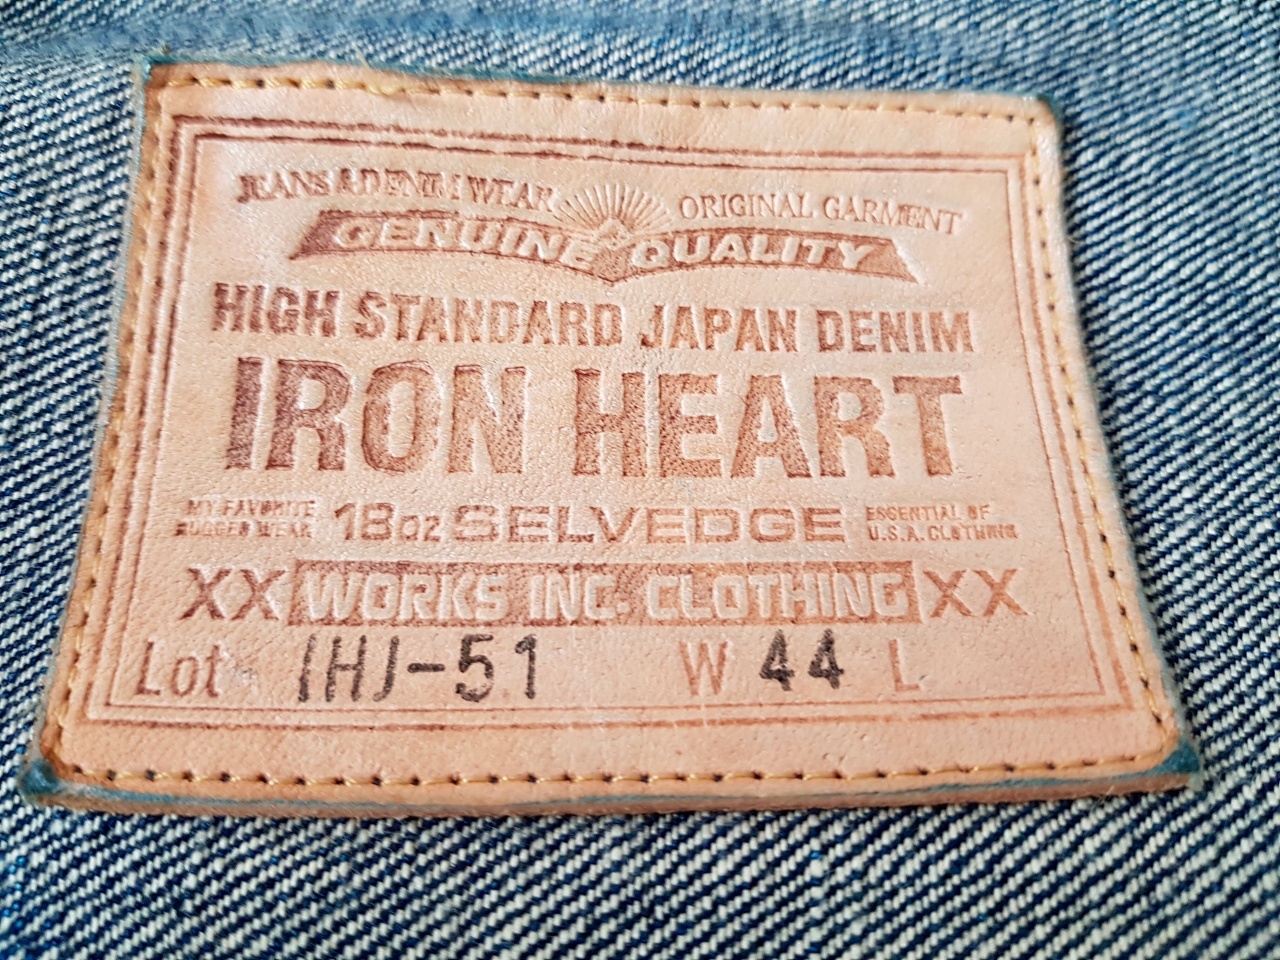 JEANS & DENIM WEAR ORIGINAL GARMENT
GENUINE QUALITY
HIGH STANDARD JAPAN DENIM
IRON HEART
MY FAVORITE RUGGED WEAR 18oz SELVEDGE ESSENTIAL OF U.S.A. CLOTHING
XX WORKS INC. CLOTHING XX
Lot IHJ-51 W 44 L